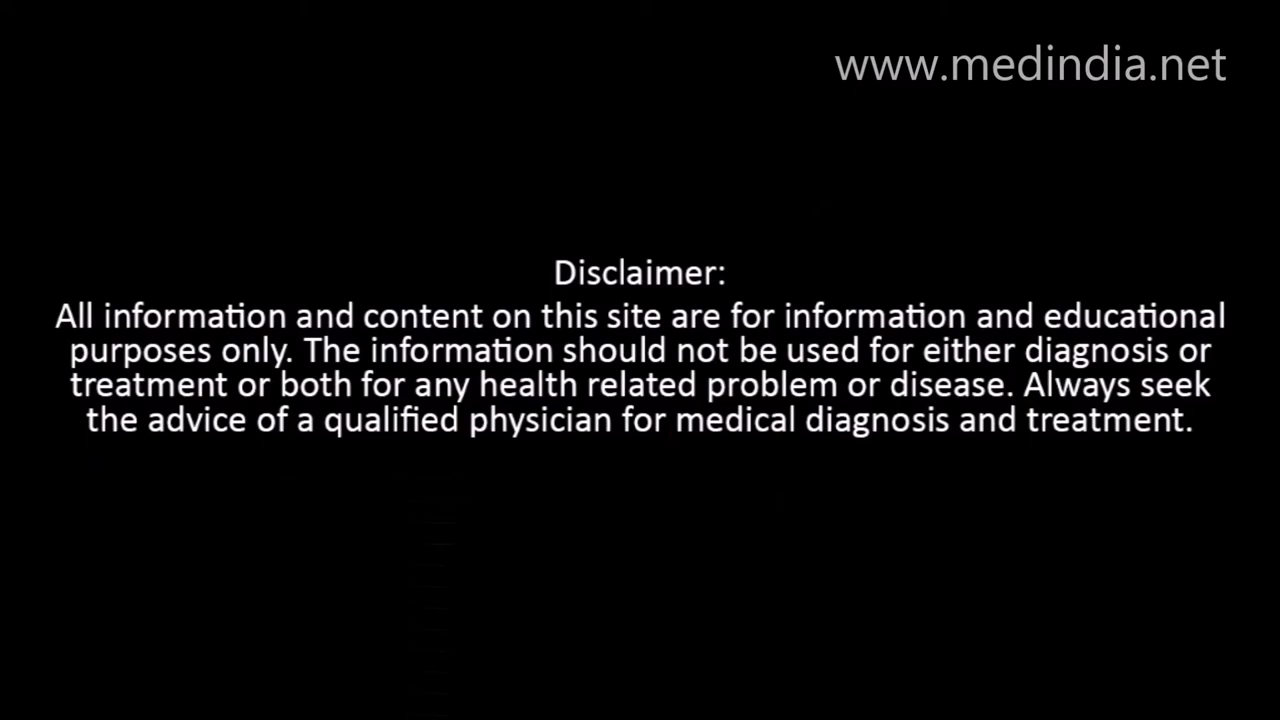 www.medindia.net
Disclaimer:
All information and content on this site are for information and educational
purposes only. The information should not be used for either diagnosis or
treatment or both for any health related problem or disease. Always seek
the advice of a qualified physician for medical diagnosis and treatment.